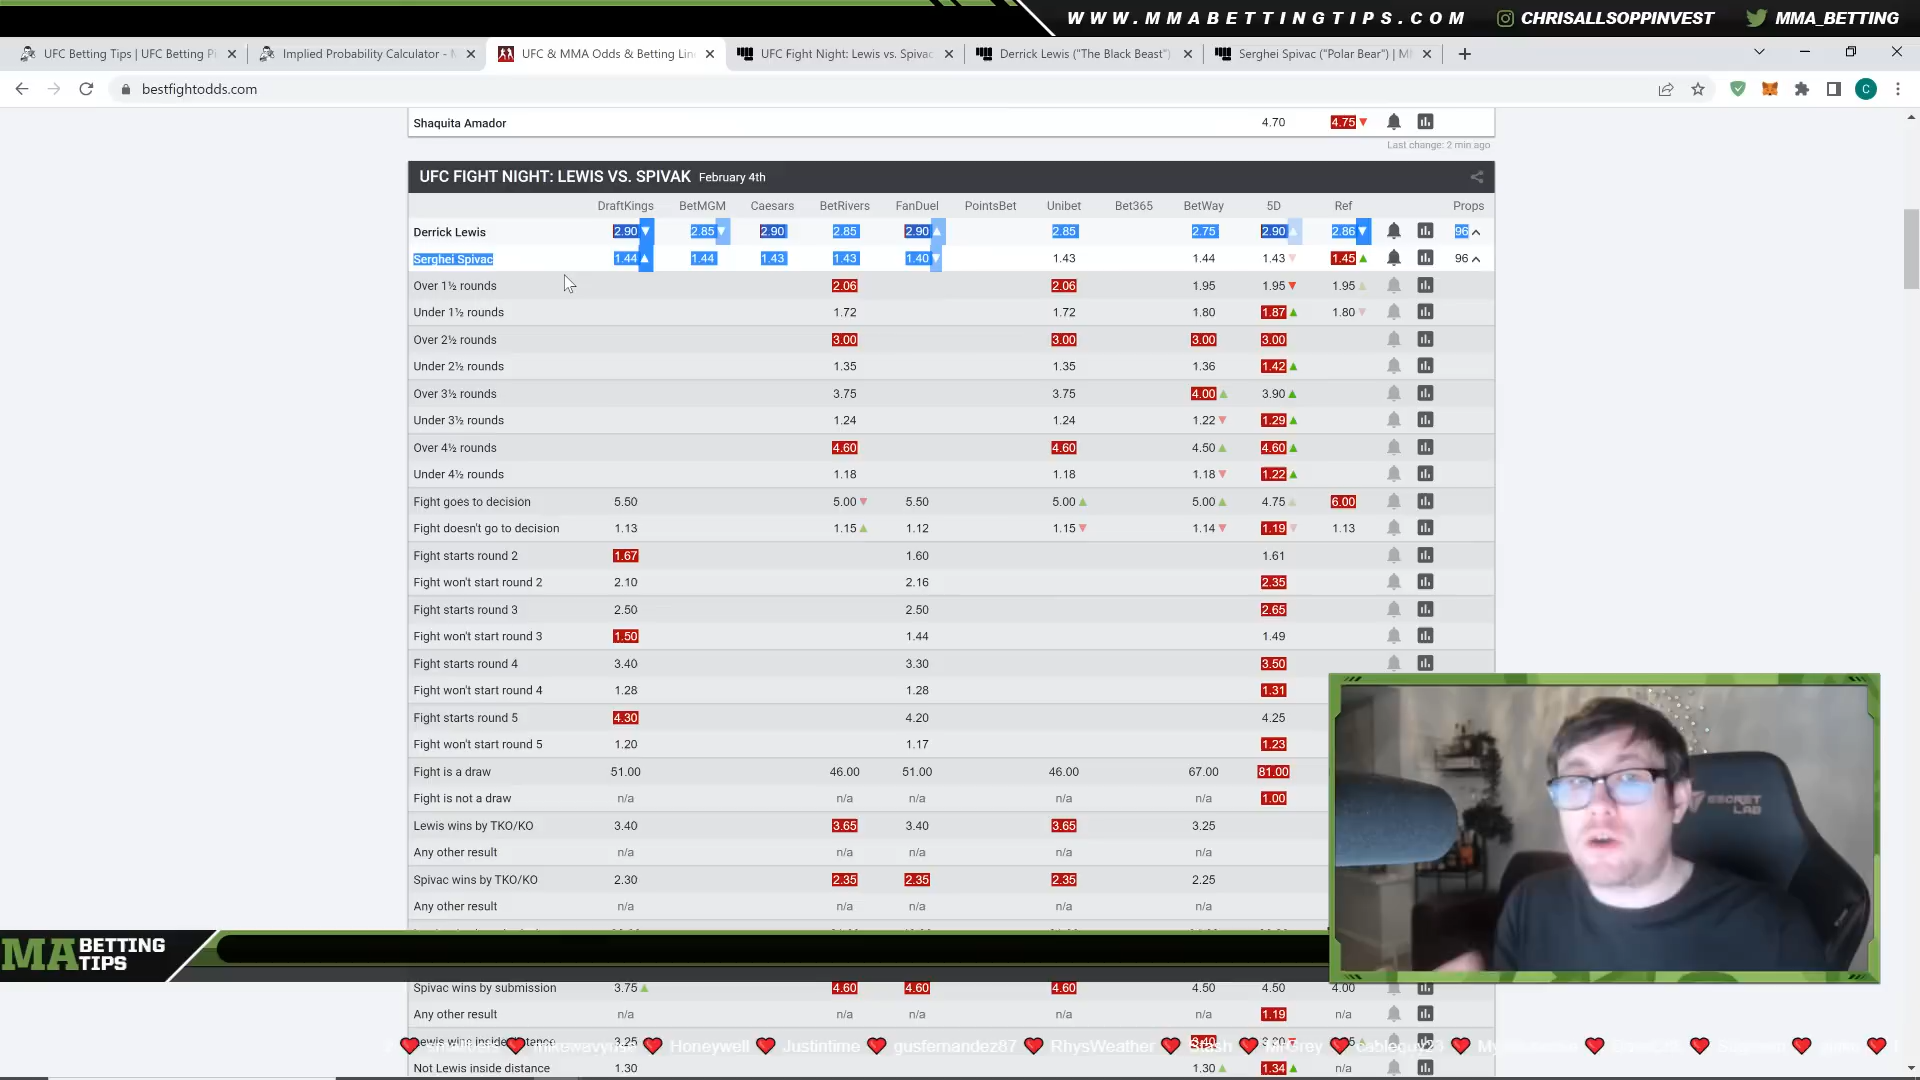 WWW.MMABETTINGTIPS.COM CHRISALLSOPPINVEST MMA_BETTING
UFC Betting Tips | UFC Betting Pi Implied Probability Calculator - UFC & MMA Odds & Betting Lin UFC Fight Night: Lewis vs. Spivac Derrick Lewis ("The Black Beast") Serghei Spivac ("Polar Bear") | M
bestfightodds.com C
Shaquita Amador 4.70 4.75
Last change: 2 min ago
UFC FIGHT NIGHT: LEWIS VS. SPIVAK February 4th
DraftKings BetMGM Caesars BetRivers FanDuel PointsBet Unibet Bet365 BetWay 5D Ref Props
Derrick Lewis 2.90 2.85 2.90 2.85 2.90 2.85 2.75 2.90 2.86 96
Serghei Spivac 1.44 1.44 1.43 1.43 1.40 1.43 1.44 1.43 1.45 96
Over 1½ rounds 2.06 2.06 1.95 1.95 1.95
Under 1½ rounds 1.72 1.72 1.80 1.87 1.80
Over 2½ rounds 3.00 3.00 3.00 3.00
Under 2½ rounds 1.35 1.35 1.36 1.42
Over 3½ rounds 3.75 3.75 4.00 3.90
Under 3½ rounds 1.24 1.24 1.22 1.29
Over 4½ rounds 4.60 4.60 4.50 4.60
Under 4½ rounds 1.18 1.18 1.18 1.22
Fight goes to decision 5.50 5.00 5.50 5.00 5.00 4.75 6.00
Fight doesn't go to decision 1.13 1.15 1.12 1.15 1.14 1.19 1.13
Fight starts round 2 1.67 1.60 1.61
Fight won't start round 2 2.10 2.16 2.35
Fight starts round 3 2.50 2.50 2.65
Fight won't start round 3 1.50 1.44 1.49
Fight starts round 4 3.40 3.30 3.50
Fight won't start round 4 1.28 1.28 1.31
Fight starts round 5 4.30 4.20 4.25
Fight won't start round 5 1.20 1.17 1.23
Fight is a draw 51.00 46.00 51.00 46.00 67.00 81.00
Fight is not a draw n/a n/a n/a n/a n/a 1.00
Lewis wins by TKO/KO 3.40 3.65 3.40 3.65 3.25
Any other result n/a n/a n/a n/a n/a
Spivac wins by TKO/KO 2.30 2.35 2.35 2.35 2.25
Any other result n/a n/a n/a n/a n/a
SECRET
LAB
MA BETTING
TIPS
Spivac wins by submission 3.75 4.60 4.60 4.60 4.50 4.50 4.00
Any other result n/a n/a n/a n/a n/a 1.19 n/a
Lewis wins inside distance 3.25 3.40
Honeywell Justintime gusfernandez87 RhysWeather Stash MrGrey cableguy23
Not Lewis inside distance 1.30 1.30 1.34 n/a